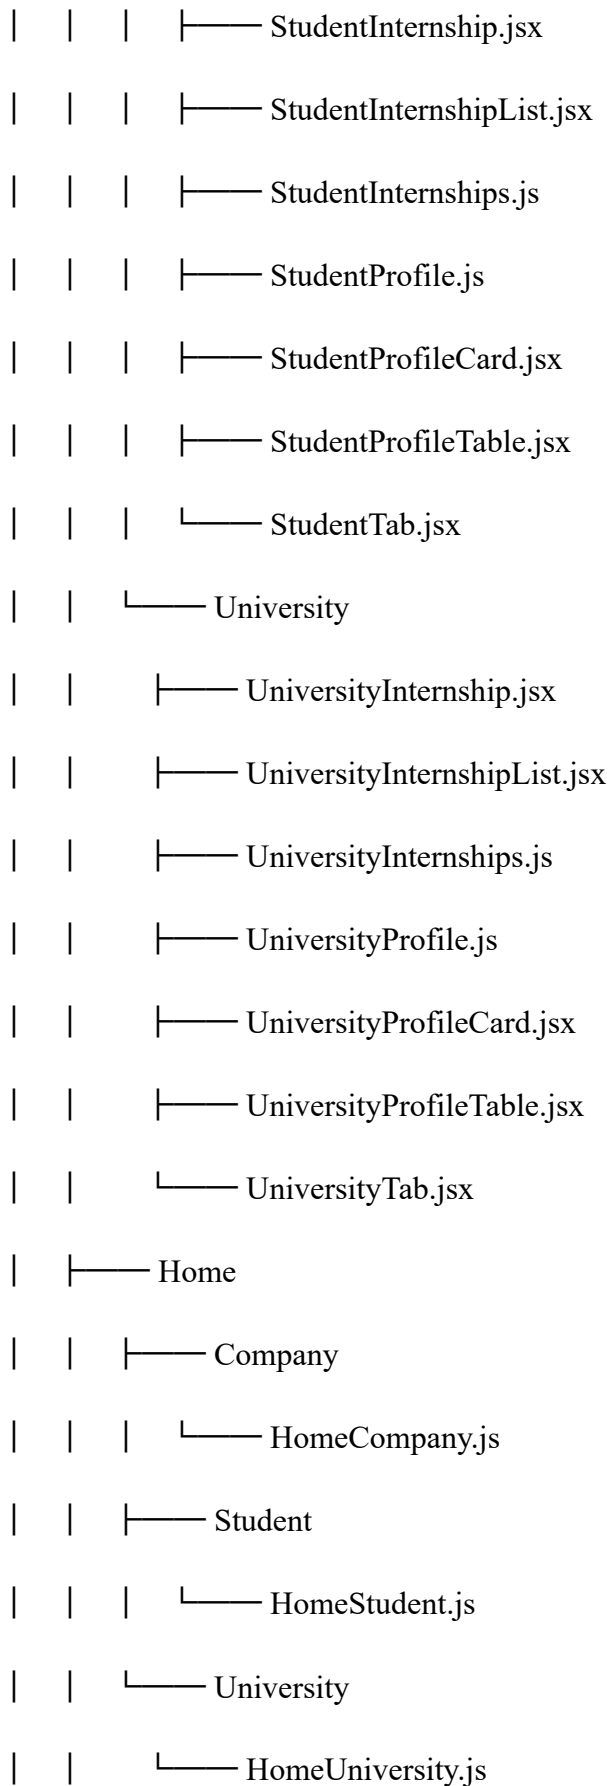 │ │ │ ├── StudentInternship.jsx
│ │ │ ├── StudentInternshipList.jsx
│ │ │ ├── StudentInternships.js
│ │ │ ├── StudentProfile.js
│ │ │ ├── StudentProfileCard.jsx
│ │ │ ├── StudentProfileTable.jsx
│ │ │ └── StudentTab.jsx
│ │ └── University
│ │ ├── UniversityInternship.jsx
│ │ ├── UniversityInternshipList.jsx
│ │ ├── UniversityInternships.js
│ │ ├── UniversityProfile.js
│ │ ├── UniversityProfileCard.jsx
│ │ ├── UniversityProfileTable.jsx
│ │ └── UniversityTab.jsx
│ ├── Home
│ │ ├── Company
│ │ │ └── HomeCompany.js
│ │ ├── Student
│ │ │ └── HomeStudent.js
│ │ └── University
│ │ └── HomeUniversity.js